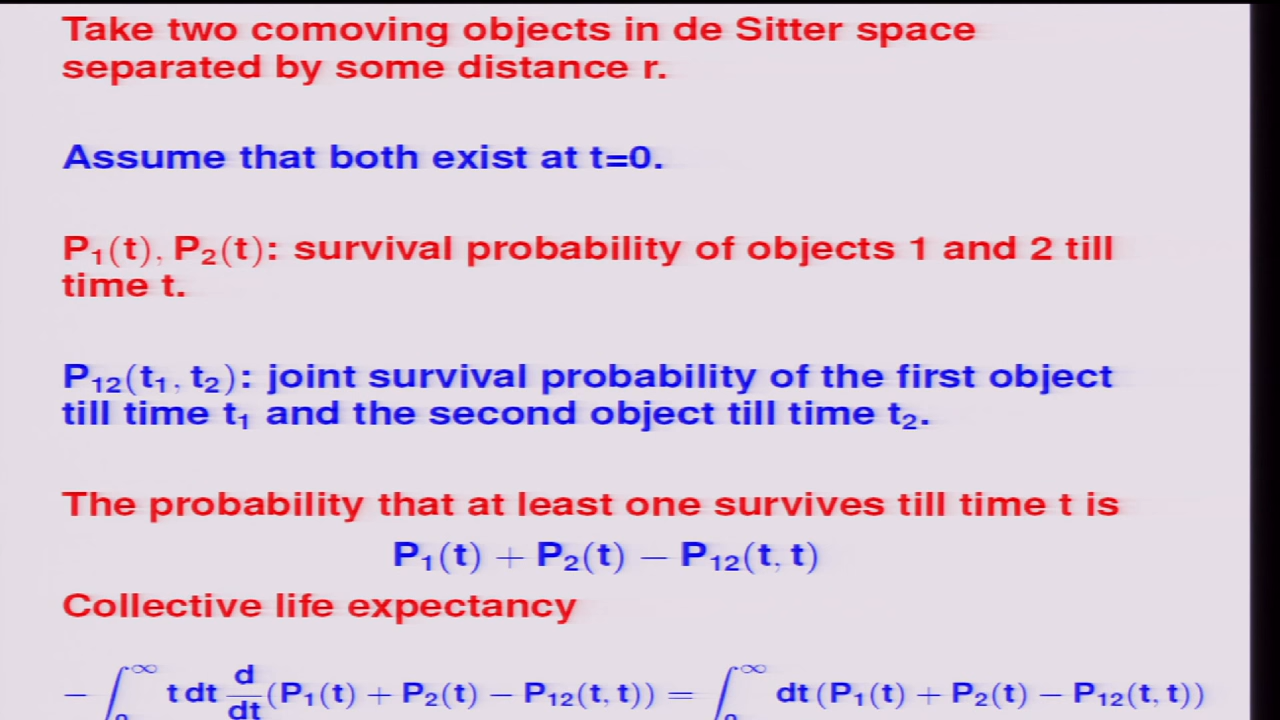 Take two comoving objects in de Sitter space
separated by some distance r.
Assume that both exist at t=0.
P₁(t), P₂(t): survival probability of objects 1 and 2 till
time t.
P₁₂(t₁, t₂): joint survival probability of the first object
till time t₁ and the second object till time t₂.
The probability that at least one survives till time t is
P₁(t) + P₂(t) − P₁₂(t, t)
Collective life expectancy
− ∫₀^∞ t dt d/dt (P₁(t) + P₂(t) − P₁₂(t, t)) = ∫₀^∞ dt (P₁(t) + P₂(t) − P₁₂(t, t))